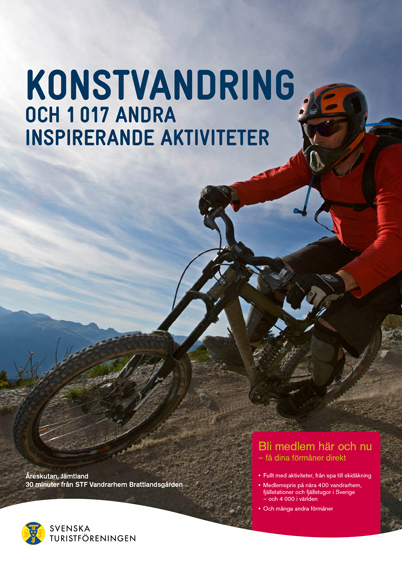 KONSTVANDRING
OCH 1 017 ANDRA
INSPIRERANDE AKTIVITETER
Åreskutan, Jämtland
30 minuter från STF Vandrarhem Brattlandsgården
Bli medlem här och nu
– få dina förmåner direkt
• Fullt med aktiviteter, från spa till skidåkning
• Medlemspris på nära 400 vandrarhem,
fjällstationer och fjällstugor i Sverige
– och 4 000 i världen
• Och många andra förmåner
SVENSKA
TURISTFÖRENINGEN